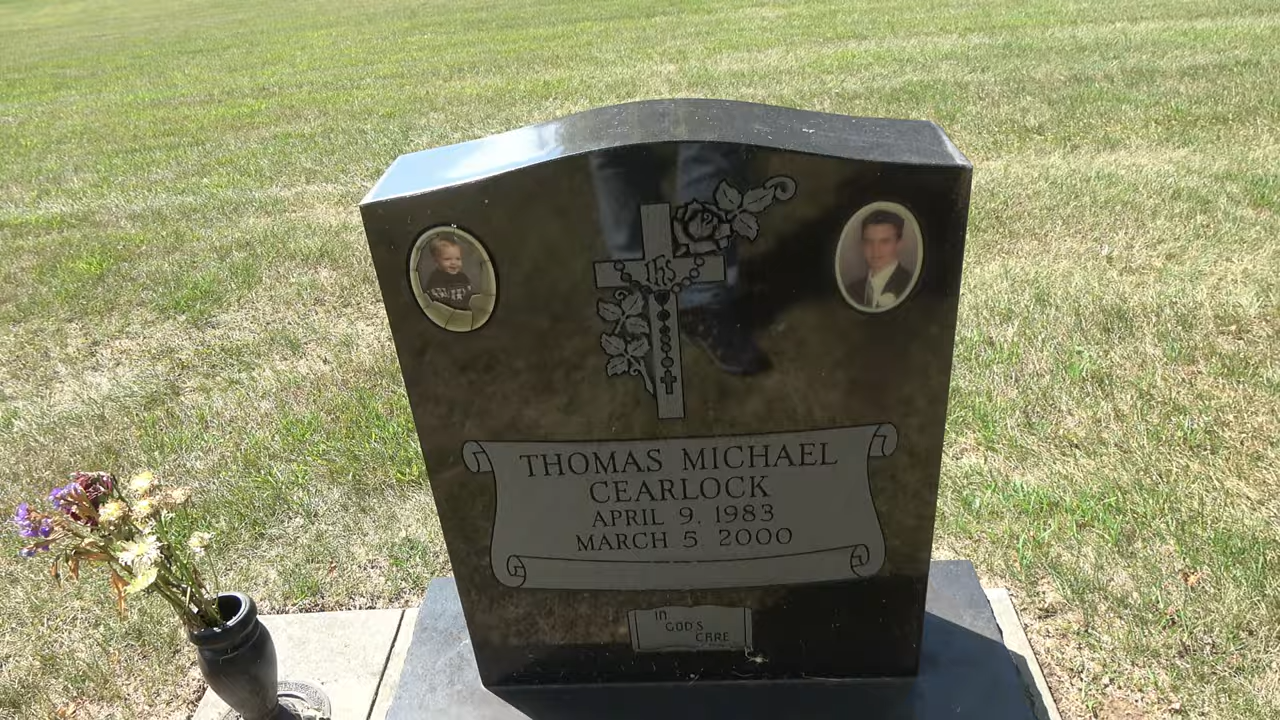 IHS
THOMAS MICHAEL
CEARLOCK
APRIL 9, 1983
MARCH 5 2000
IN
GOD'S
CARE